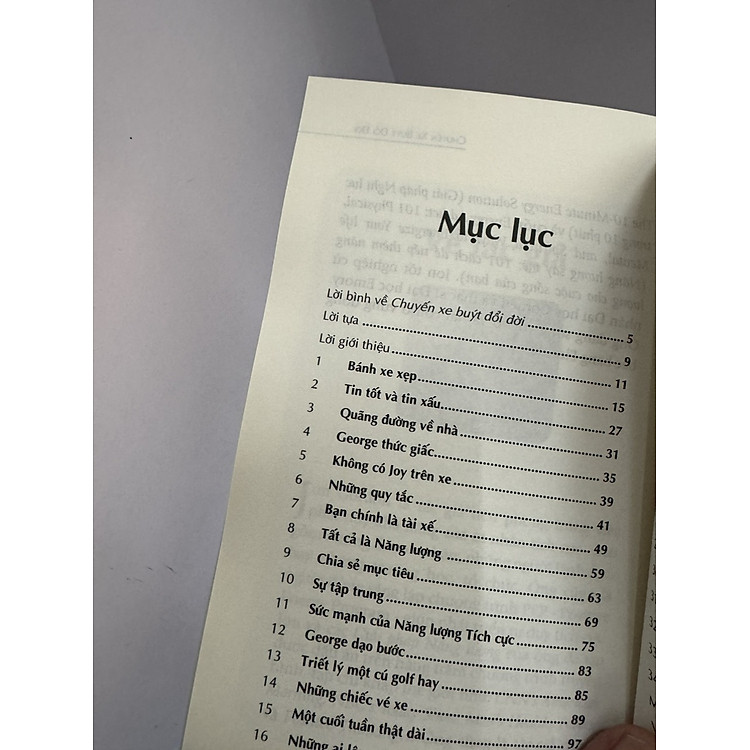 Mục lục
Lời bình về Chuyến xe buýt đổi đời 5
Lời tựa 9
Lời giới thiệu 11
1 Bánh xe xẹp 15
2 Tin tốt và tin xấu 27
3 Quãng đường về nhà 31
4 George thức giấc 35
5 Không có Joy trên xe 39
6 Những quy tắc 41
7 Bạn chính là tài xế 49
8 Tất cả là Năng lượng 59
9 Chia sẻ mục tiêu 63
10 Sự tập trung 69
11 Sức mạnh của Năng lượng Tích cực 75
12 George dạo bước 83
13 Triết lý một cú golf hay 85
14 Những chiếc vé xe 89
15 Một cuối tuần thật dài 97
16 Những ai